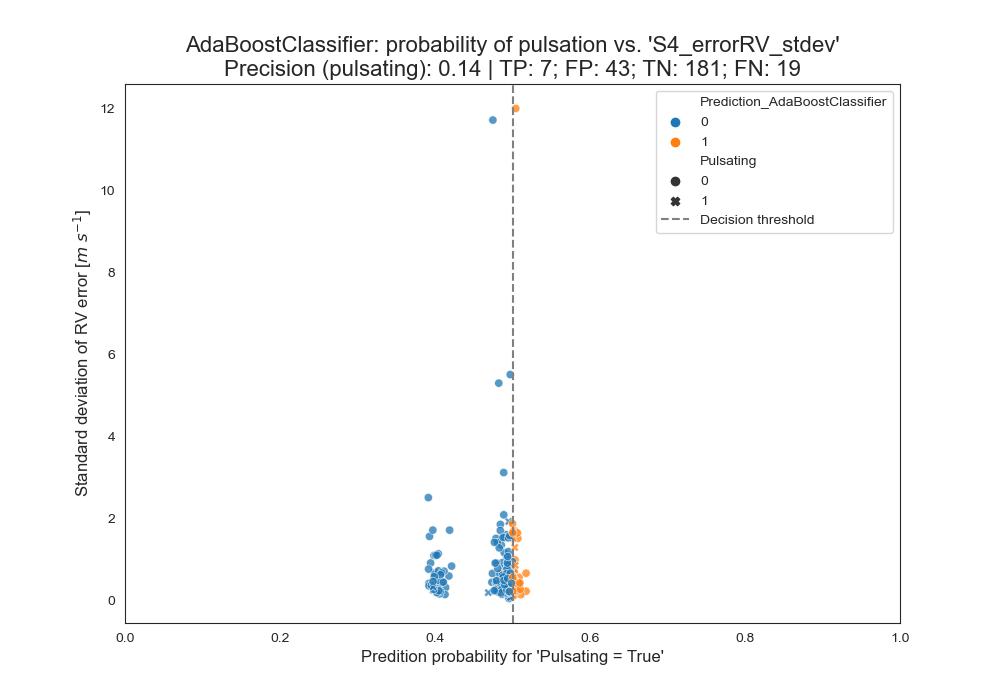 AdaBoostClassifier: probability of pulsation vs. 'S4_errorRV_stdev'
Precision (pulsating): 0.14 | TP: 7; FP: 43; TN: 181; FN: 19
Prediction_AdaBoostClassifier
0
1
Pulsating
0
1
Decision threshold
Standard deviation of RV error [m s⁻¹]
12
10
8
6
4
2
0
0.0 0.2 0.4 0.6 0.8 1.0
Predition probability for 'Pulsating = True'